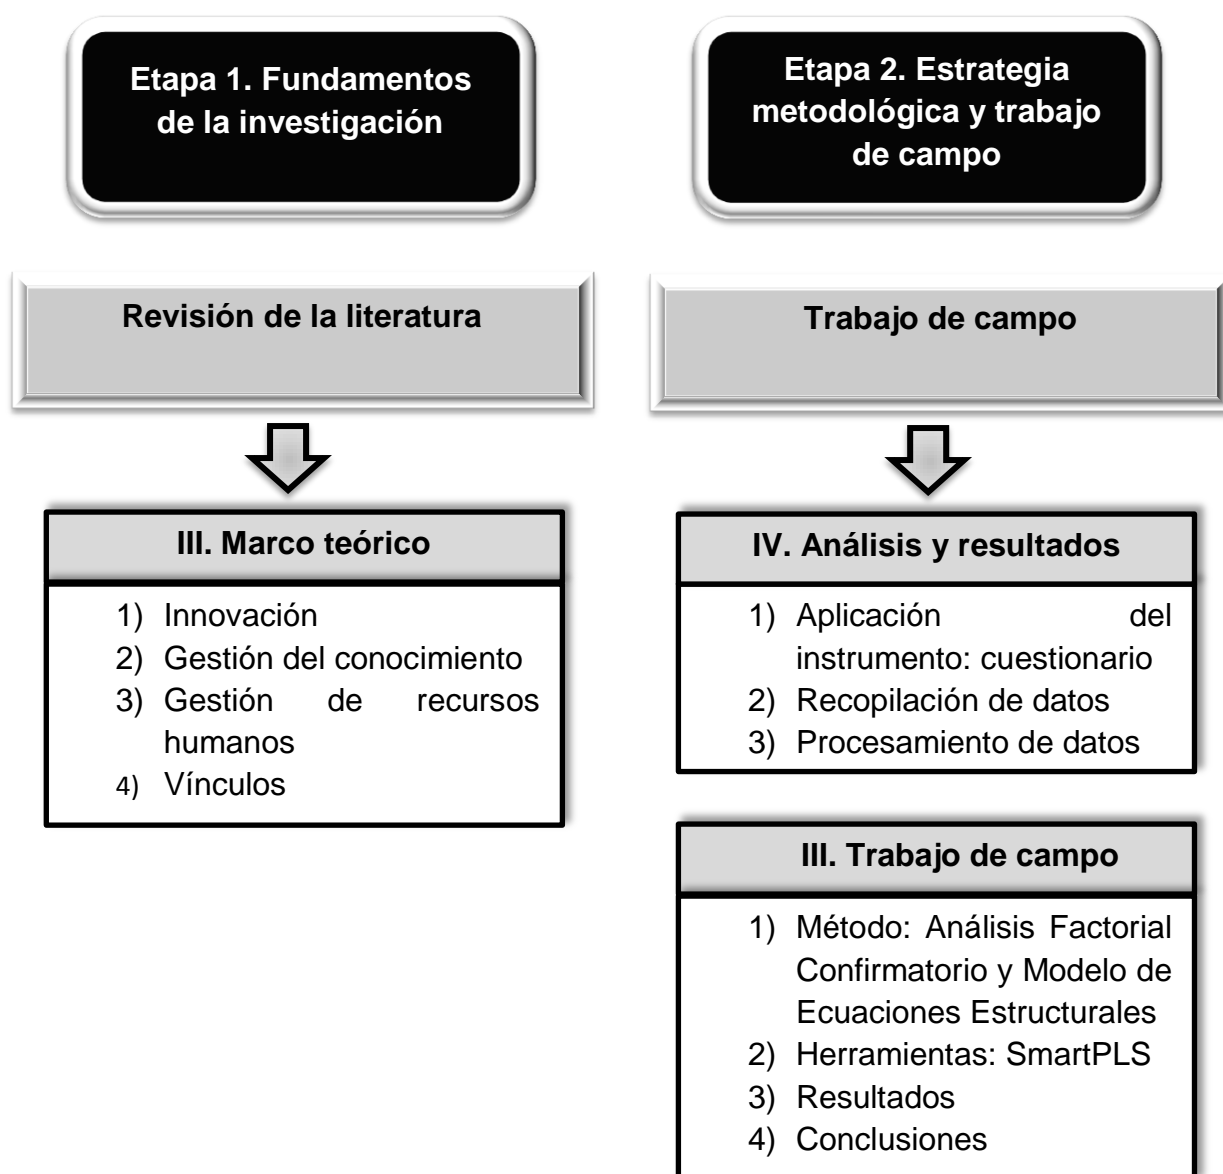 Etapa 1. Fundamentos
de la investigación
Revisión de la literatura
III. Marco teórico
1) Innovación
2) Gestión del conocimiento
3) Gestión de recursos
humanos
4) Vínculos
Etapa 2. Estrategia
metodológica y trabajo
de campo
Trabajo de campo
IV. Análisis y resultados
1) Aplicación del
instrumento: cuestionario
2) Recopilación de datos
3) Procesamiento de datos
III. Trabajo de campo
1) Método: Análisis Factorial
Confirmatorio y Modelo de
Ecuaciones Estructurales
2) Herramientas: SmartPLS
3) Resultados
4) Conclusiones